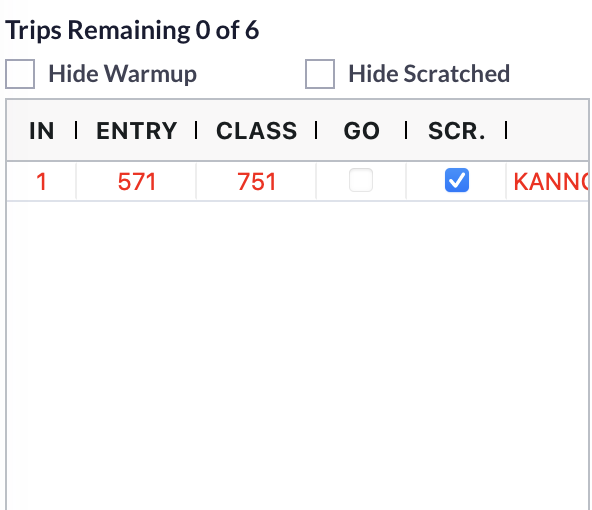 Trips Remaining 0 of 6
Hide Warmup Hide Scratched
IN ENTRY CLASS GO SCR.
1 571 751